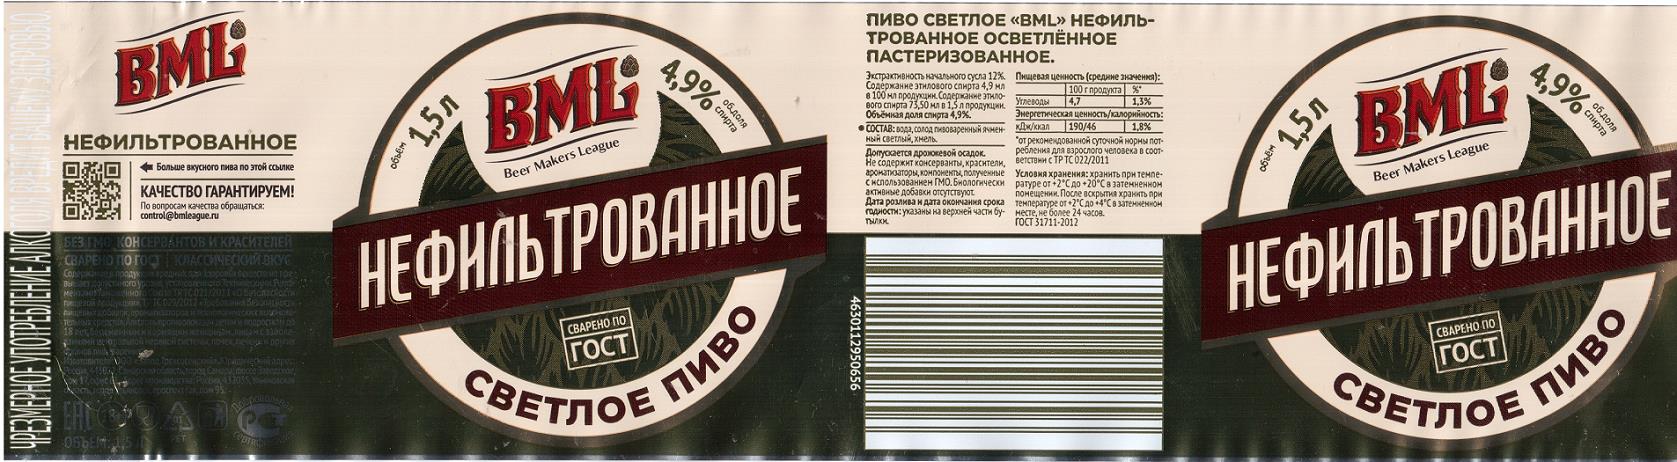 ЧРЕЗМЕРНОЕ УПОТРЕБЛЕНИЕ АЛКОГОЛЯ ВРЕДИТ ВАШЕМУ ЗДОРОВЬЮ.
BML
НЕФИЛЬТРОВАННОЕ
Больше вкусного пива по этой ссылке
КАЧЕСТВО ГАРАНТИРУЕМ!
По вопросам качества обращаться:
control@bmleague.ru
БЕЗ ГМО, КОНСЕРВАНТОВ И КРАСИТЕЛЕЙ
СВАРЕНО ПО ГОСТ | КЛАССИЧЕСКИЙ ВКУС
EAC
PET
ОБЪЕМ: 1,5 Л
объём 1,5 л
BML
Beer Makers League
4,9% об.доля спирта
НЕФИЛЬТРОВАННОЕ
СВАРЕНО ПО
ГОСТ
СВЕТЛОЕ ПИВО
ПИВО СВЕТЛОЕ «BML» НЕФИЛЬ-
ТРОВАННОЕ ОСВЕТЛЁННОЕ
ПАСТЕРИЗОВАННОЕ.
Экстрактивность начального сусла 12%.
Содержание этилового спирта 4,9 мл
в 100 мл продукции. Содержание этило-
вого спирта 73,50 мл в 1,5 л продукции.
Объёмная доля спирта 4,9%.
СОСТАВ: вода, солод пивоваренный ячмен-
ный светлый, хмель.
Допускается дрожжевой осадок.
Не содержит консерванты, красители,
ароматизаторы, компоненты, полученные
с использованием ГМО. Биологически
активные добавки отсутствуют.
Дата розлива и дата окончания срока
годности: указаны на верхней части бу-
тылки.
Пищевая ценность (средние значения):
100 г продукта %*
Углеводы 4,7 1,3%
Энергетическая ценность/калорийность:
кДж/ккал 190/46 1,8%
*от рекомендованной суточной нормы пот-
ребления для взрослого человека в соот-
ветствии с ТР ТС 022/2011
Условия хранения: хранить при темпе-
ратуре от +2°С до +20°С в затемненном
помещении. После вскрытия хранить при
температуре от +2°С до +4°С в затемненном
месте, не более 24 часов.
ГОСТ 31711-2012
4630112950656
объём 1,5 л
BML
Beer Makers League
4,9% об.доля спирта
НЕФИЛЬТРОВАННОЕ
СВАРЕНО ПО
ГОСТ
СВЕТЛОЕ ПИВО